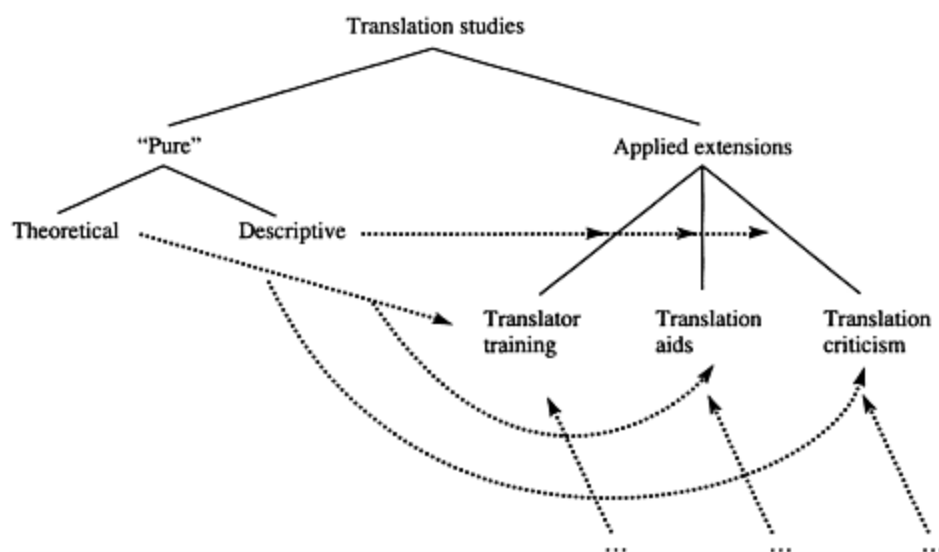 Translation studies
“Pure”
Applied extensions
Theoretical
Descriptive
Translator
training
Translation
aids
Translation
criticism
...
...
...